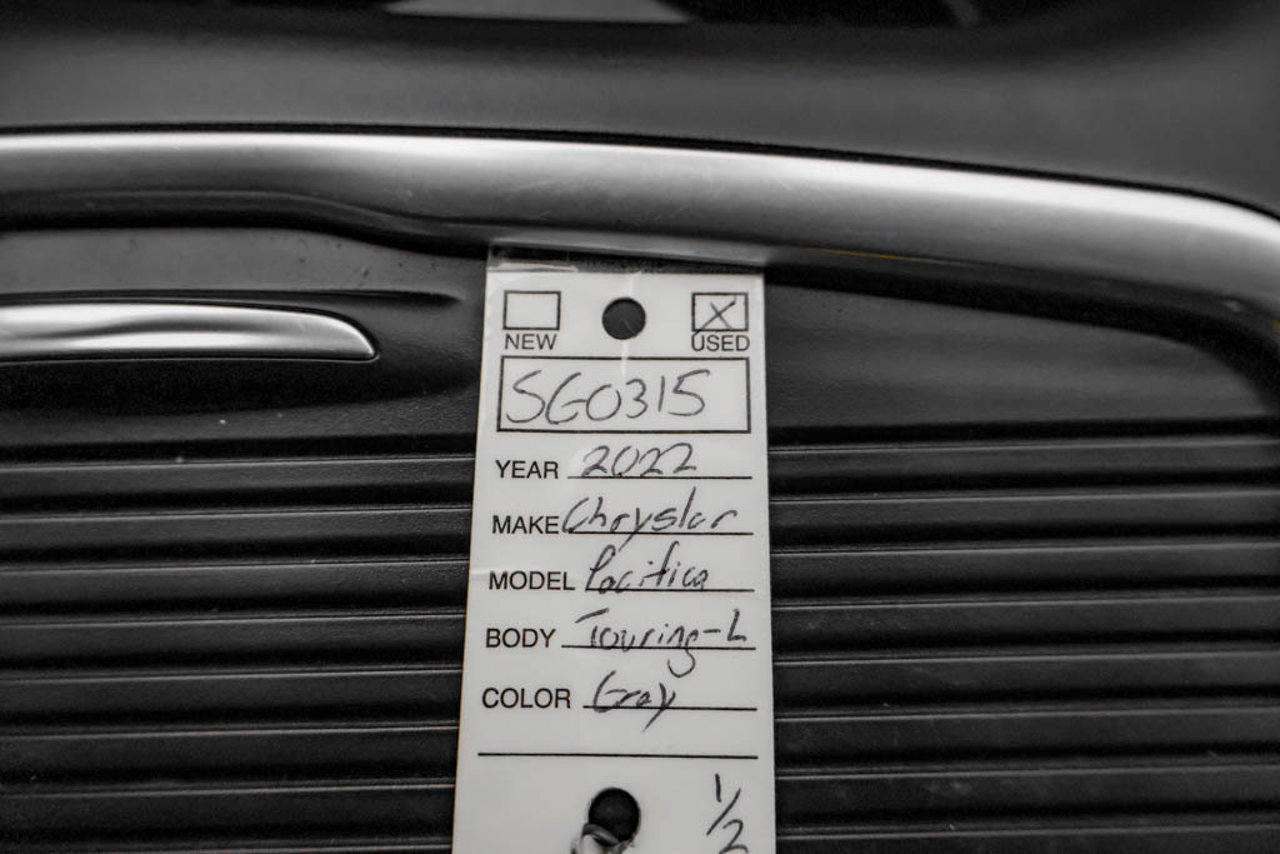 NEW USED
SG0315
YEAR 2022
MAKE Chrysler
MODEL Pacifica
BODY Touring-L
COLOR Gray
1/2